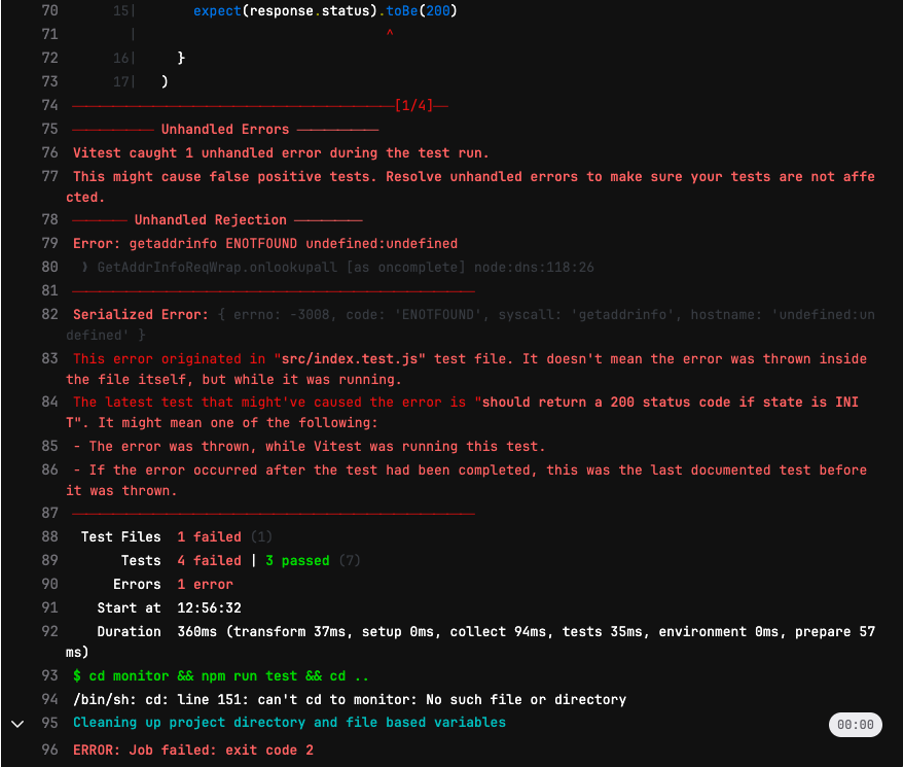 70 15| expect(response.status).toBe(200)
71 | ^
72 16| }
73 17| )
74 ————————————————————[1/4]—
75 —————— Unhandled Errors ——————
76 Vitest caught 1 unhandled error during the test run.
77 This might cause false positive tests. Resolve unhandled errors to make sure your tests are not affe
cted.
78 ————— Unhandled Rejection —————
79 Error: getaddrinfo ENOTFOUND undefined:undefined
80 ❯ GetAddrInfoReqWrap.onlookupall [as oncomplete] node:dns:118:26
81 ——————————————————————————————
82 Serialized Error: { errno: -3008, code: 'ENOTFOUND', syscall: 'getaddrinfo', hostname: 'undefined:un
defined' }
83 This error originated in "src/index.test.js" test file. It doesn't mean the error was thrown inside
the file itself, but while it was running.
84 The latest test that might've caused the error is "should return a 200 status code if state is INI
T". It might mean one of the following:
85 - The error was thrown, while Vitest was running this test.
86 - If the error occurred after the test had been completed, this was the last documented test before
it was thrown.
87 ——————————————————————————————
88 Test Files 1 failed (1)
89 Tests 4 failed | 3 passed (7)
90 Errors 1 error
91 Start at 12:56:32
92 Duration 360ms (transform 37ms, setup 0ms, collect 94ms, tests 35ms, environment 0ms, prepare 57
ms)
93 $ cd monitor && npm run test && cd ..
94 /bin/sh: cd: line 151: can't cd to monitor: No such file or directory
95 Cleaning up project directory and file based variables 00:00
96 ERROR: Job failed: exit code 2